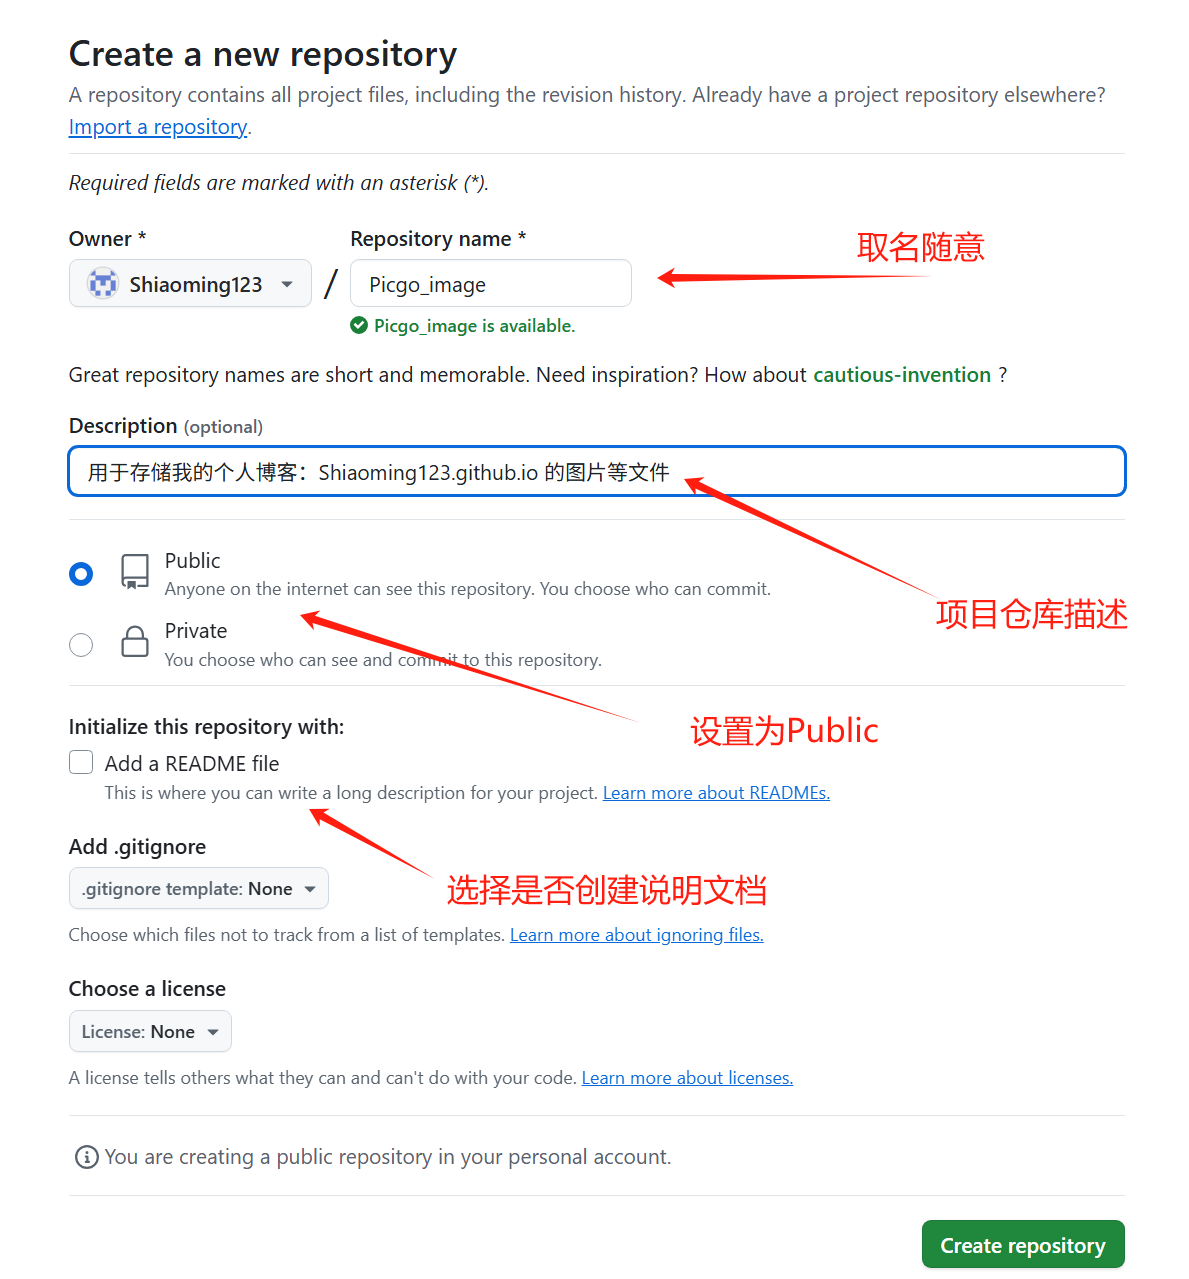 Create a new repository
A repository contains all project files, including the revision history. Already have a project repository elsewhere?
Import a repository.
Required fields are marked with an asterisk (*).
Owner *
Repository name *
取名随意
Shiaoming123
/
Picgo_image
Picgo_image is available.
Great repository names are short and memorable. Need inspiration? How about cautious-invention ?
Description (optional)
用于存储我的个人博客：Shiaoming123.github.io 的图片等文件
Public
Anyone on the internet can see this repository. You choose who can commit.
项目仓库描述
Private
You choose who can see and commit to this repository.
设置为Public
Initialize this repository with:
Add a README file
This is where you can write a long description for your project. Learn more about READMEs.
Add .gitignore
选择是否创建说明文档
.gitignore template: None
Choose which files not to track from a list of templates. Learn more about ignoring files.
Choose a license
License: None
A license tells others what they can and can't do with your code. Learn more about licenses.
You are creating a public repository in your personal account.
Create repository